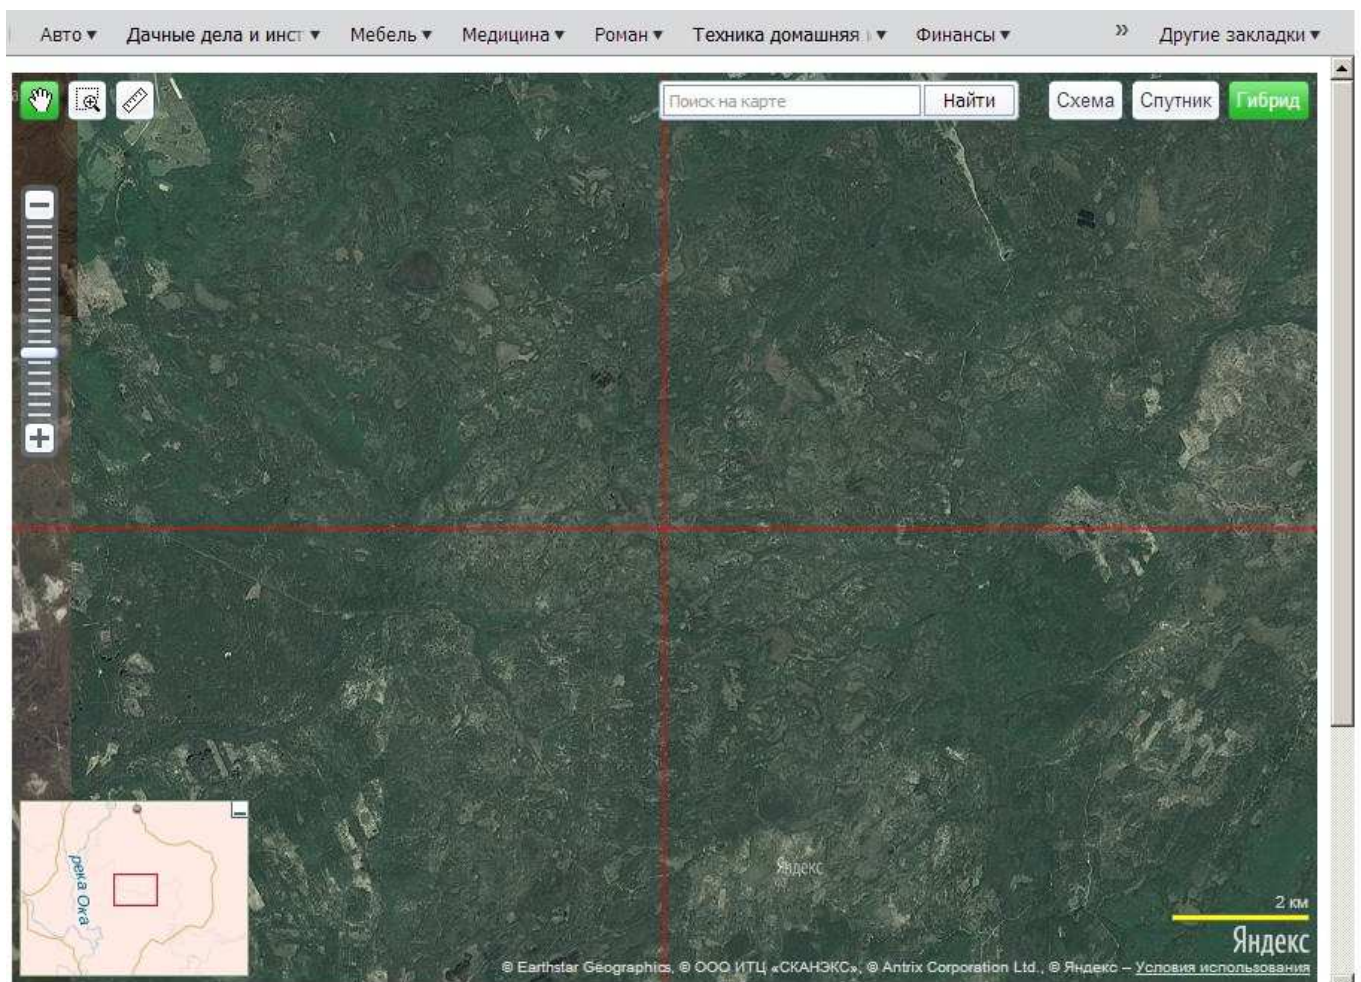 Авто ▾ Дачные дела и инст ▾ Мебель ▾ Медицина ▾ Роман ▾ Техника домашняя ▾ Финансы ▾ » Другие закладки ▾
Поиск на карте Найти Схема Спутник Гибрид
река Ока
Яндекс
2 км
Яндекс
© Earthstar Geographics, © ООО ИТЦ «СКАНЭКС», © Antrix Corporation Ltd., © Яндекс – Условия использования